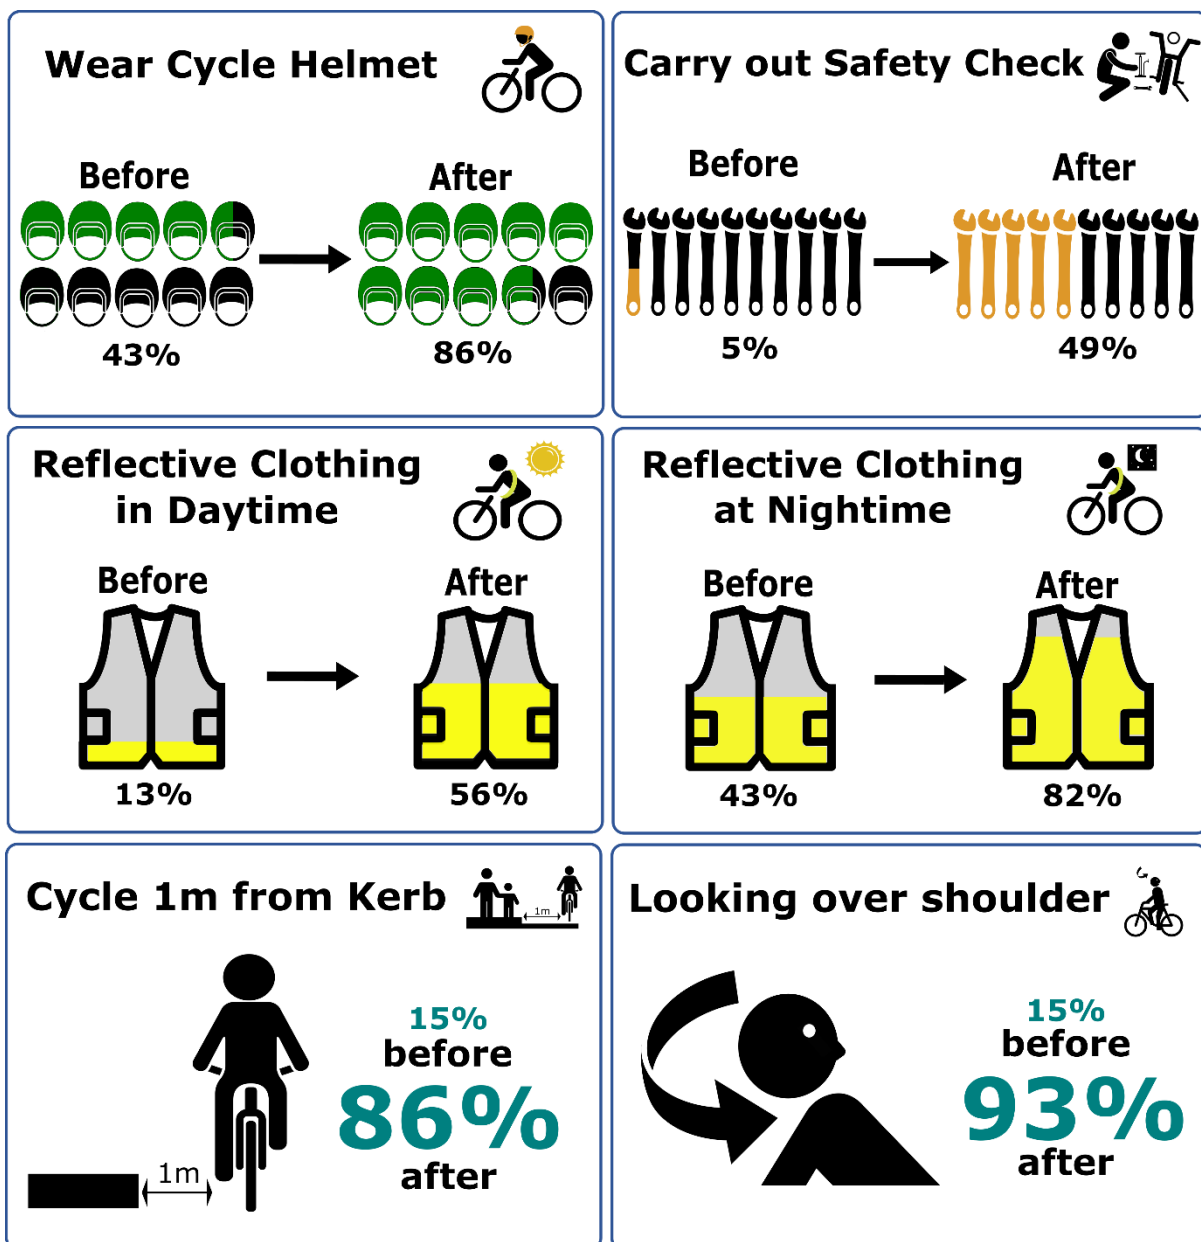 Wear Cycle Helmet
Before
After
43%
86%
Carry out Safety Check
Before
After
5%
49%
Reflective Clothing
in Daytime
Before
After
13%
56%
Reflective Clothing
at Nightime
Before
After
43%
82%
Cycle 1m from Kerb
1m
1m
15%
before
86%
after
Looking over shoulder
15%
before
93%
after